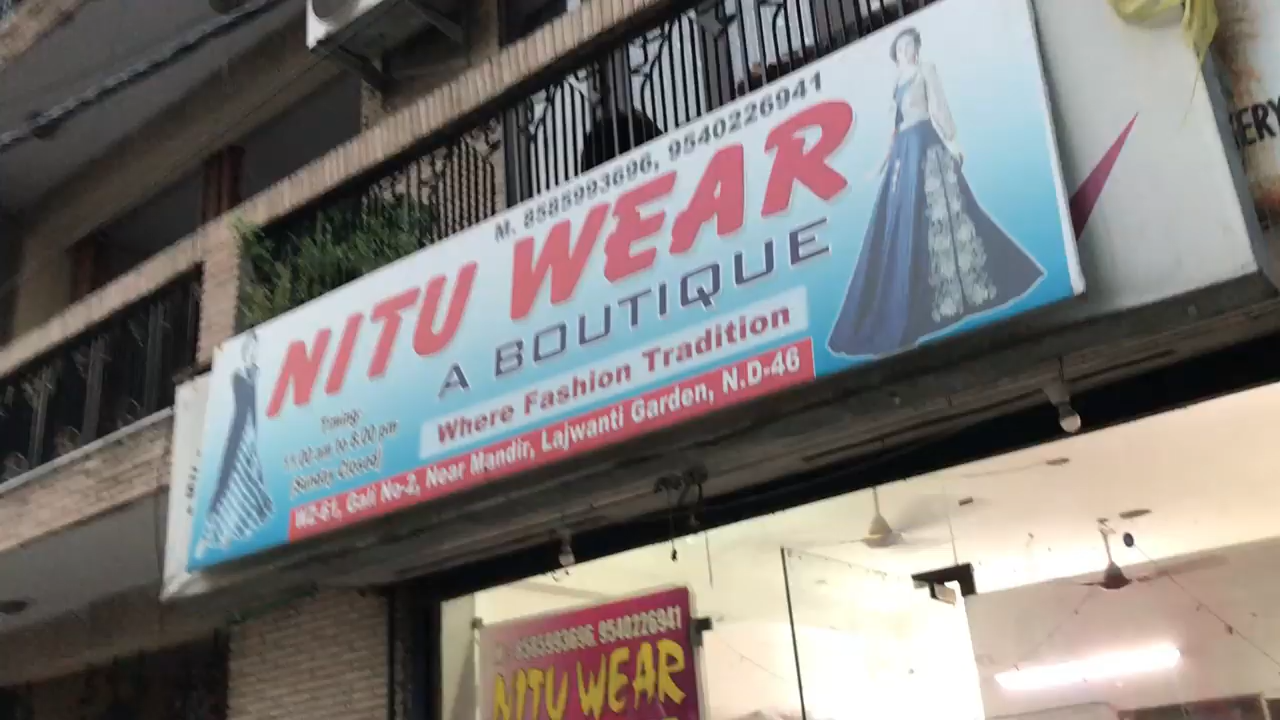 M. 8585993696, 9540226941
NITU WEAR
A BOUTIQUE
Where Fashion Tradition
Timing:
11:00 am to 8:00 pm
Sunday Closed
WZ-61, Gali No-2, Near Mandir, Lajwanti Garden, N.D-46
8585993696, 9540226941
NITU WEAR